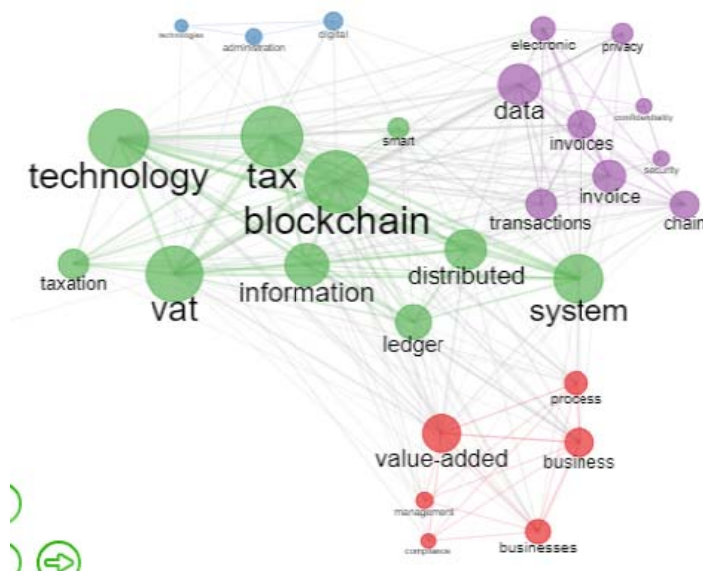 technologies
administration
digital
electronic
privacy
data
confidentiality
smart
invoices
security
technology
tax
blockchain
invoice
transactions
chain
taxation
vat
information
distributed
system
ledger
process
value-added
business
management
compliance
businesses